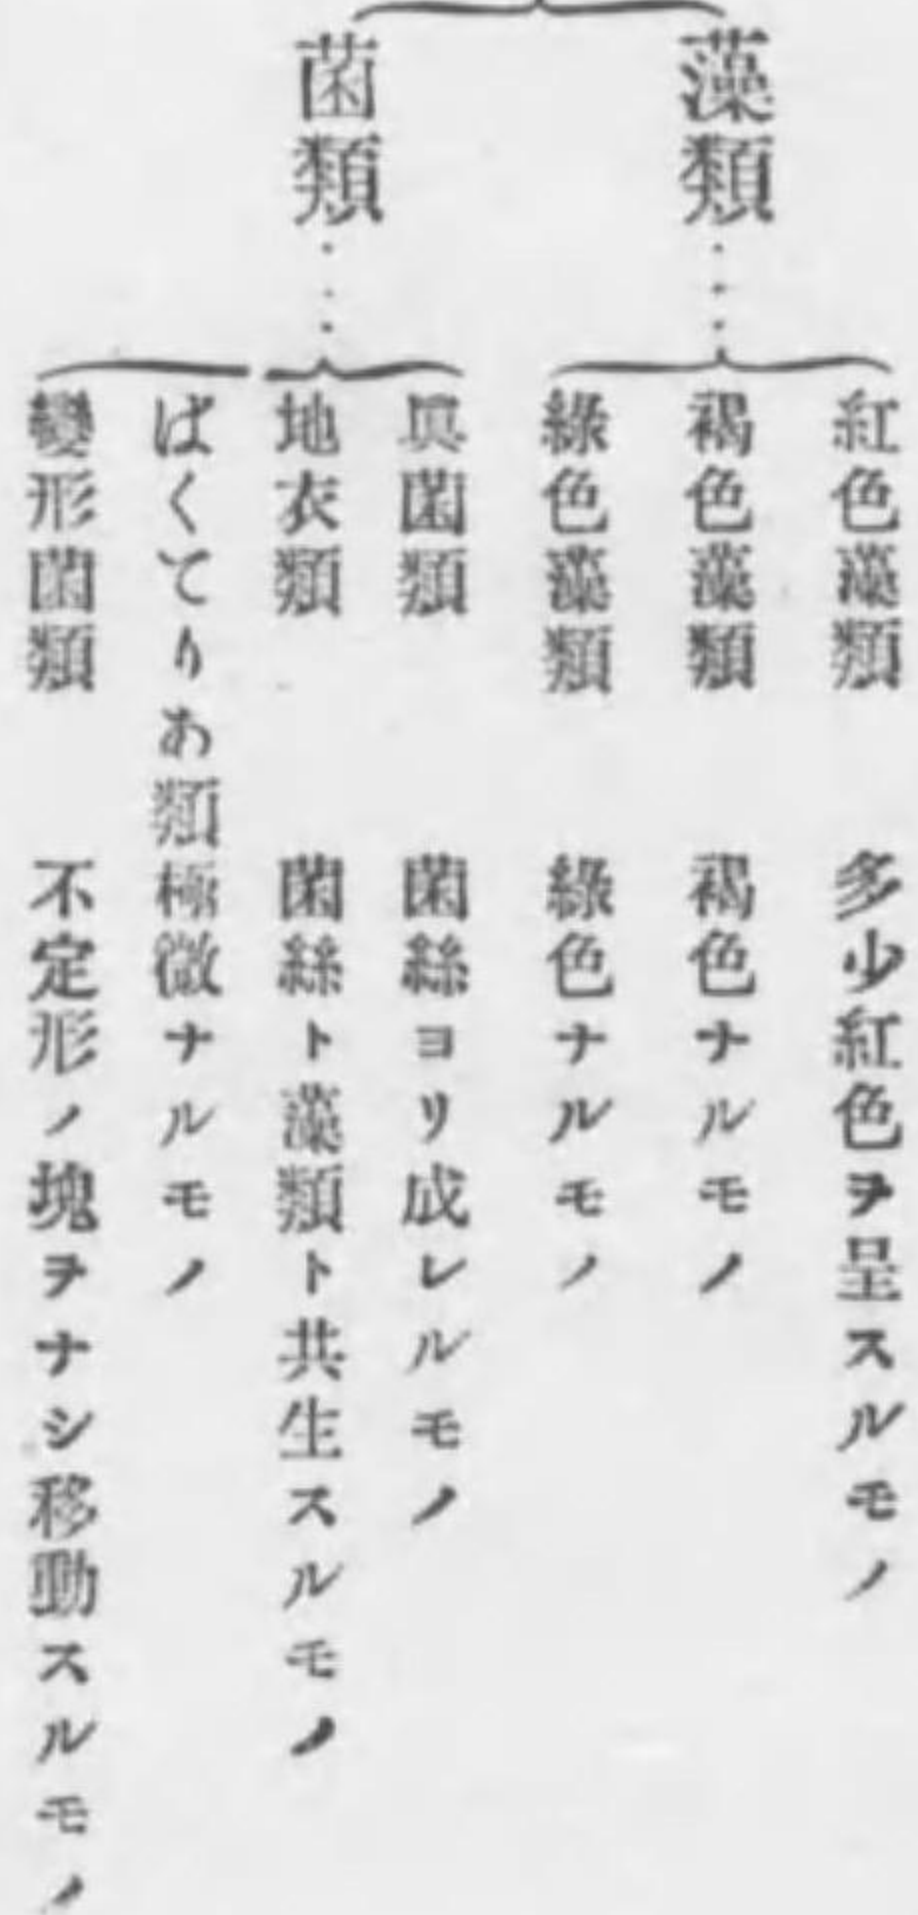 藻類・・・
紅色藻類 多少紅色ヲ呈スルモノ
褐色藻類 褐色ナルモノ
綠色藻類 綠色ナルモノ
菌類・・・
眞菌類 菌絲ヨリ成レルモノ
地衣類 菌絲ト藻類ト共生スルモノ
ばくてりあ類 極微ナルモノ
變形菌類 不定形ノ塊ヲナシ移動スルモノ